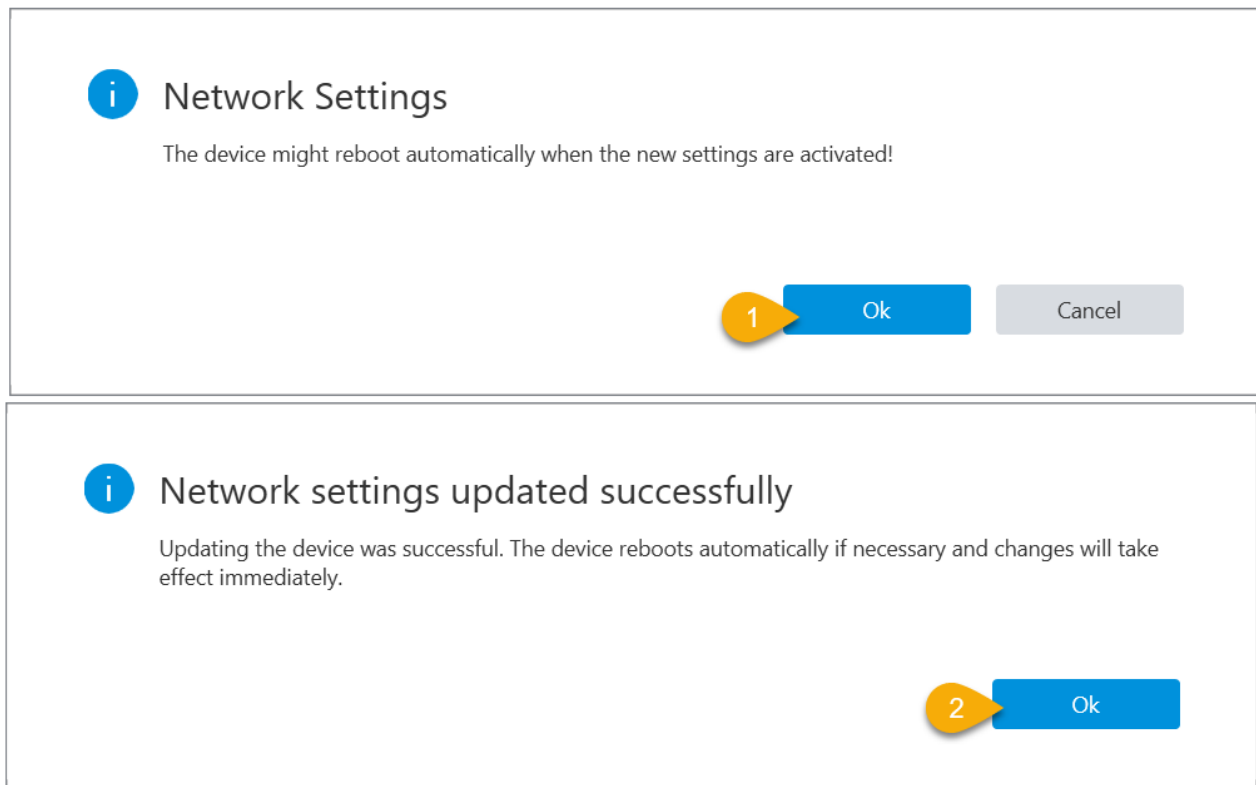 i
Network Settings
The device might reboot automatically when the new settings are activated!
1
Ok
Cancel
i
Network settings updated successfully
Updating the device was successful. The device reboots automatically if necessary and changes will take
effect immediately.
2
Ok